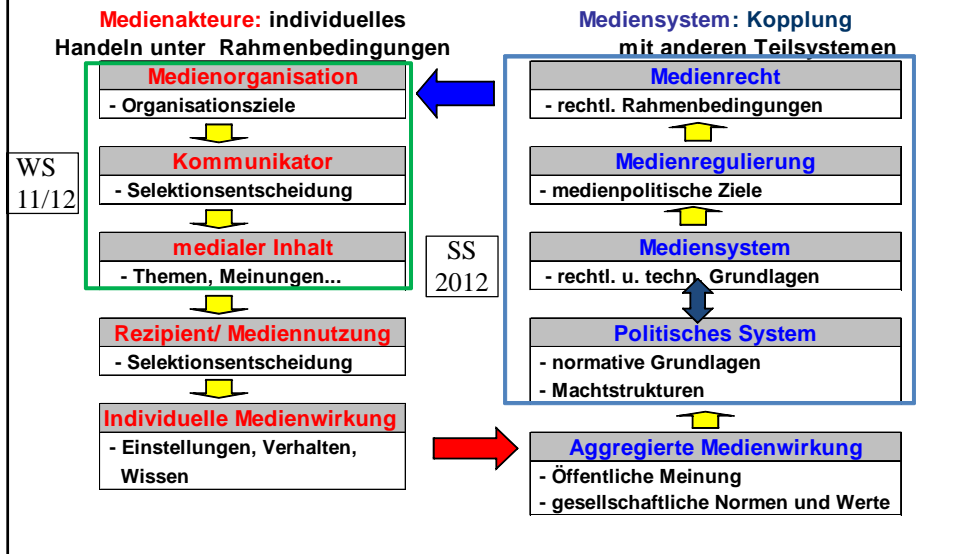 Medienakteure: individuelles
Handeln unter Rahmenbedingungen
Medienorganisation
- Organisationsziele
WS
11/12
Kommunikator
- Selektionsentscheidung
medialer Inhalt
- Themen, Meinungen...
Rezipient/ Mediennutzung
- Selektionsentscheidung
Individuelle Medienwirkung
- Einstellungen, Verhalten,
Wissen
Mediensystem: Kopplung
mit anderen Teilsystemen
Medienrecht
- rechtl. Rahmenbedingungen
Medienregulierung
- medienpolitische Ziele
SS
2012
Mediensystem
- rechtl. u. techn. Grundlagen
Politisches System
- normative Grundlagen
- Machtstrukturen
Aggregierte Medienwirkung
- Öffentliche Meinung
- gesellschaftliche Normen und Werte